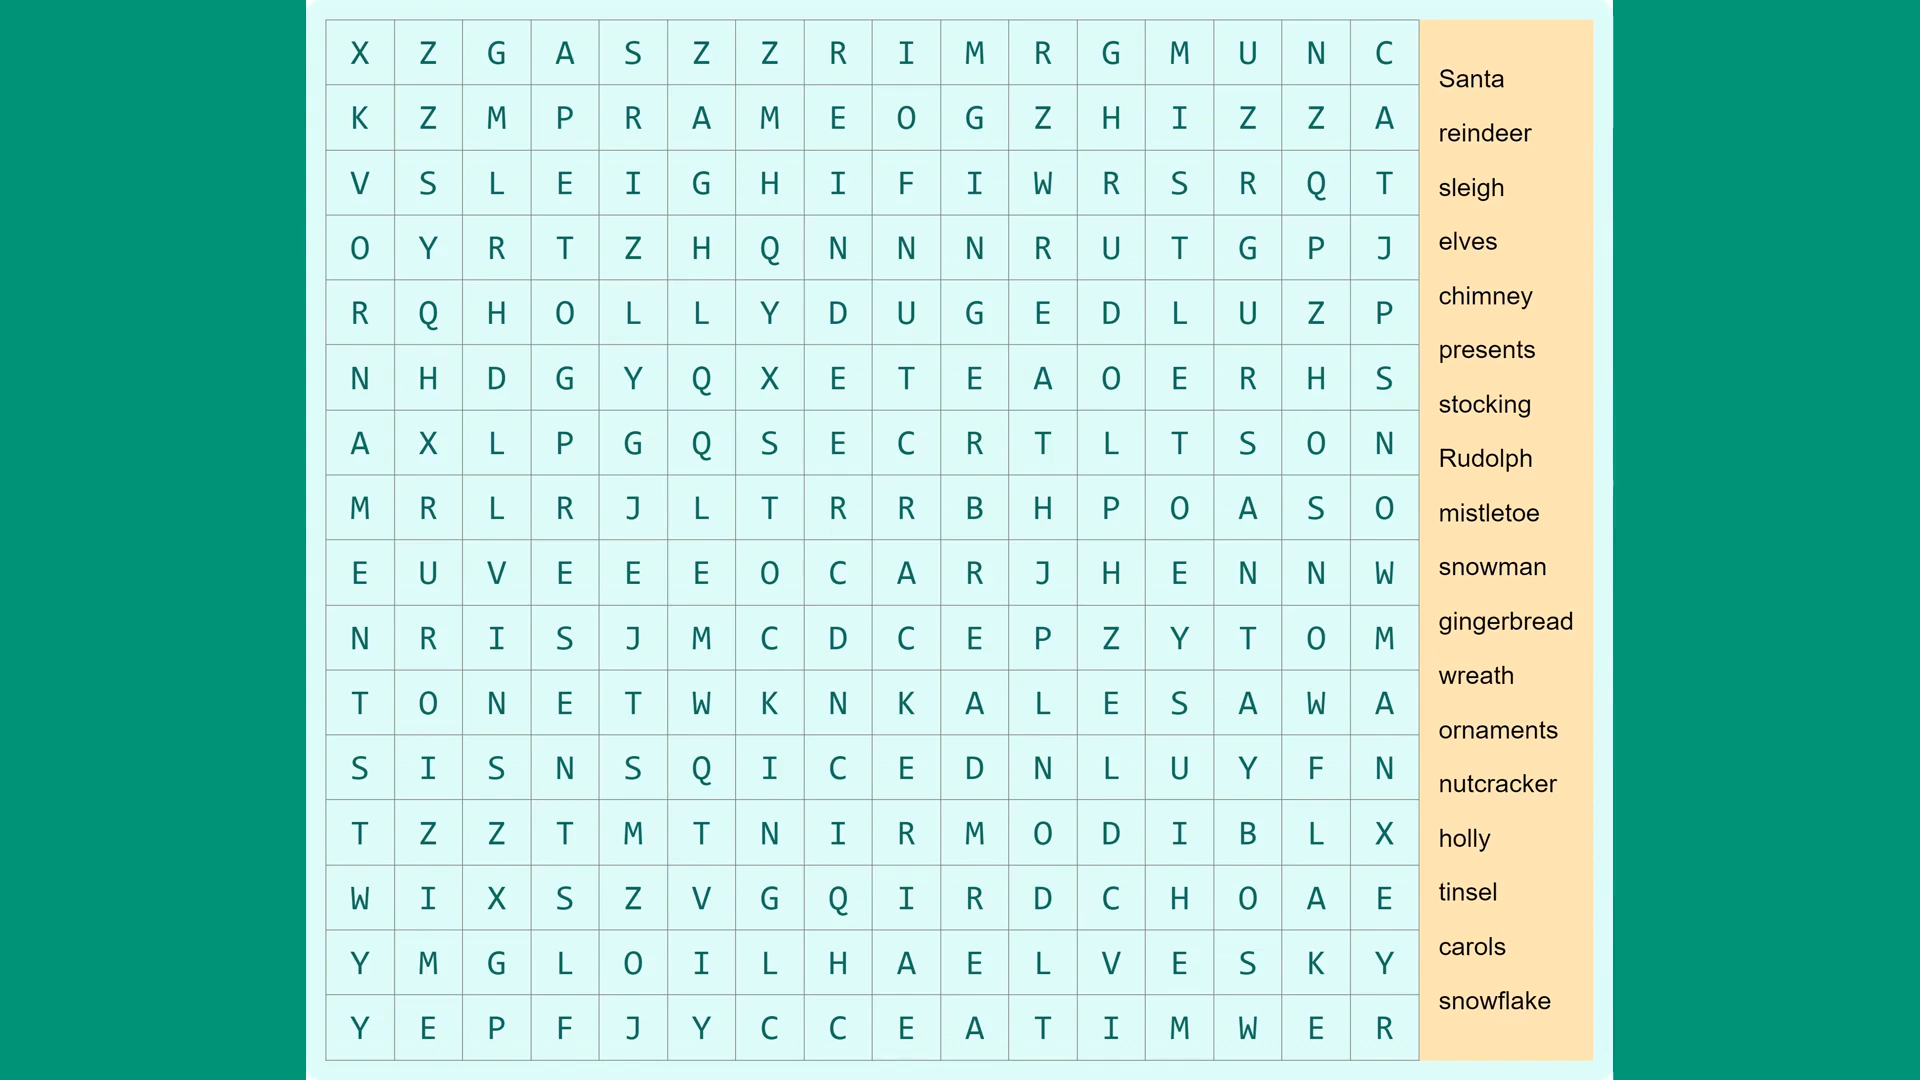 X Z G A S Z Z R I M R G M U N C
K Z M P R A M E O G Z H I Z Z A
V S L E I G H I F I W R S R Q T
O Y R T Z H Q N N N R U T G P J
R Q H O L L Y D U G E D L U Z P
N H D G Y Q X E T E A O E R H S
A X L P G Q S E C R T L T S O N
M R L R J L T R R B H P O A S O
E U V E E E O C A R J H E N N W
N R I S J M C D C E P Z Y T O M
T O N E T W K N K A L E S A W A
S I S N S Q I C E D N L U Y F N
T Z Z T M T N I R M O D I B L X
W I X S Z V G Q I R D C H O A E
Y M G L O I L H A E L V E S K Y
Y E P F J Y C C E A T I M W E R
Santa
reindeer
sleigh
elves
chimney
presents
stocking
Rudolph
mistletoe
snowman
gingerbread
wreath
ornaments
nutcracker
holly
tinsel
carols
snowflake